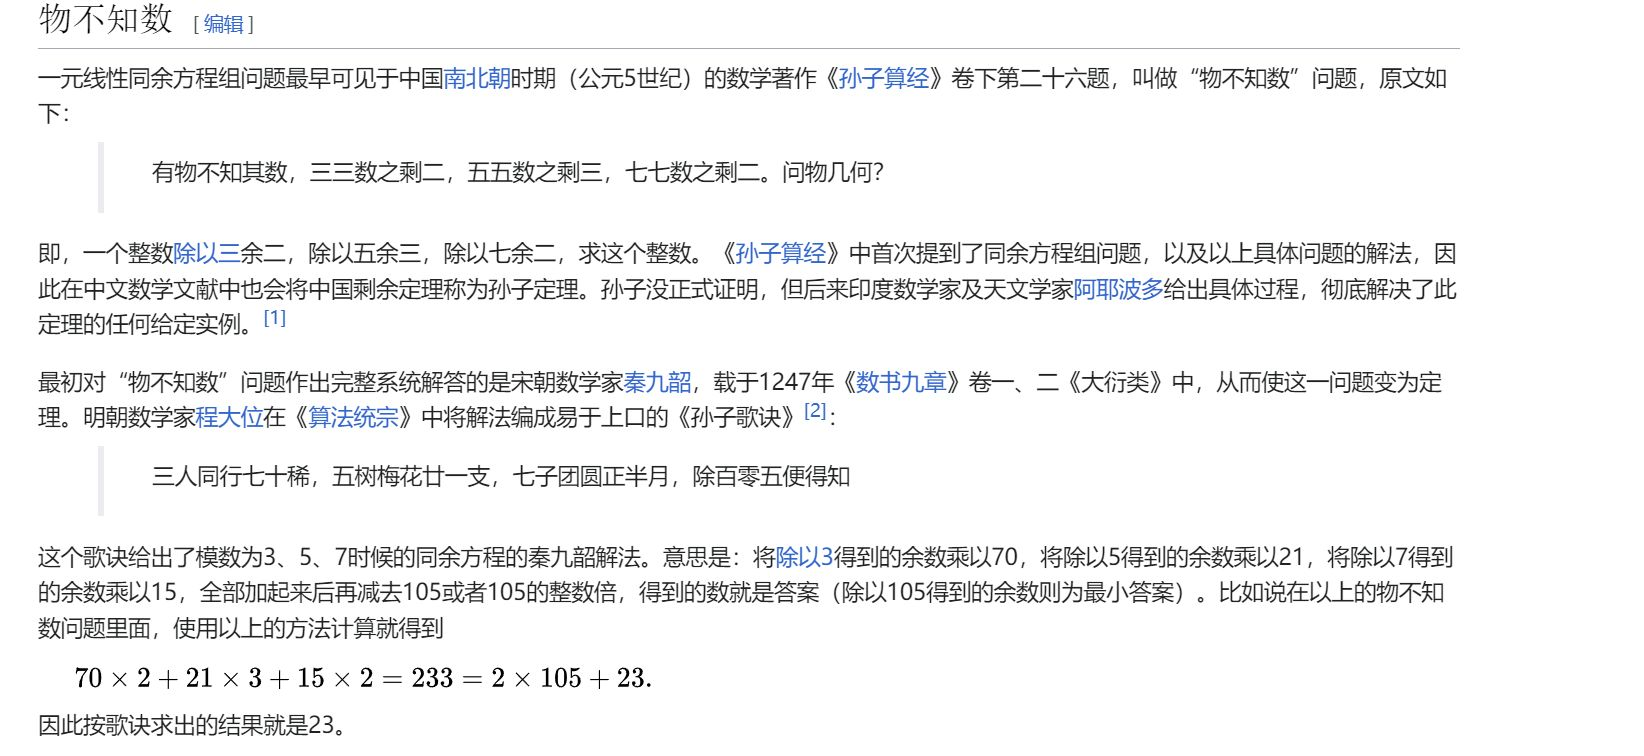 物不知数 [编辑]
一元线性同余方程组问题最早可见于中国南北朝时期（公元5世纪）的数学著作《孙子算经》卷下第二十六题，叫做“物不知数”问题，原文如
下：
有物不知其数，三三数之剩二，五五数之剩三，七七数之剩二。问物几何？
即，一个整数除以三余二，除以五余三，除以七余二，求这个整数。《孙子算经》中首次提到了同余方程组问题，以及以上具体问题的解法，因
此在中文数学文献中也会将中国剩余定理称为孙子定理。孙子没正式证明，但后来印度数学家及天文学家阿耶波多给出具体过程，彻底解决了此
定理的任何给定实例。[1]
最初对“物不知数”问题作出完整系统解答的是宋朝数学家秦九韶，载于1247年《数书九章》卷一、二《大衍类》中，从而使这一问题变为定
理。明朝数学家程大位在《算法统宗》中将解法编成易于上口的《孙子歌诀》[2]：
三人同行七十稀，五树梅花廿一支，七子团圆正半月，除百零五便得知
这个歌诀给出了模数为3、5、7时候的同余方程的秦九韶解法。意思是：将除以3得到的余数乘以70，将除以5得到的余数乘以21，将除以7得到
的余数乘以15，全部加起来后再减去105或者105的整数倍，得到的数就是答案（除以105得到的余数则为最小答案）。比如说在以上的物不知
数问题里面，使用以上的方法计算就得到
70 × 2 + 21 × 3 + 15 × 2 = 233 = 2 × 105 + 23.
因此按歌诀求出的结果就是23。